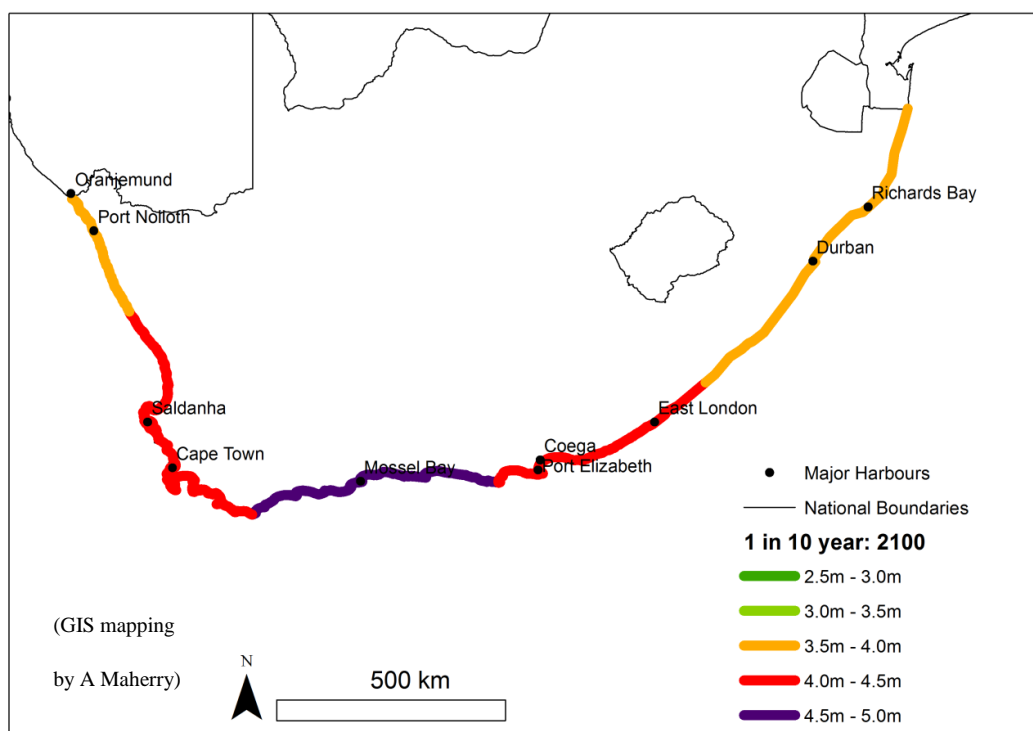 Oranjemund
Port Nolloth
Richards Bay
Durban
Saldanha
East London
Cape Town
Coega
Mossel Bay
Port Elizabeth
Major Harbours
National Boundaries
1 in 10 year: 2100
2.5m - 3.0m
3.0m - 3.5m
3.5m - 4.0m
4.0m - 4.5m
4.5m - 5.0m
(GIS mapping
by A Maherry)
N
500 km